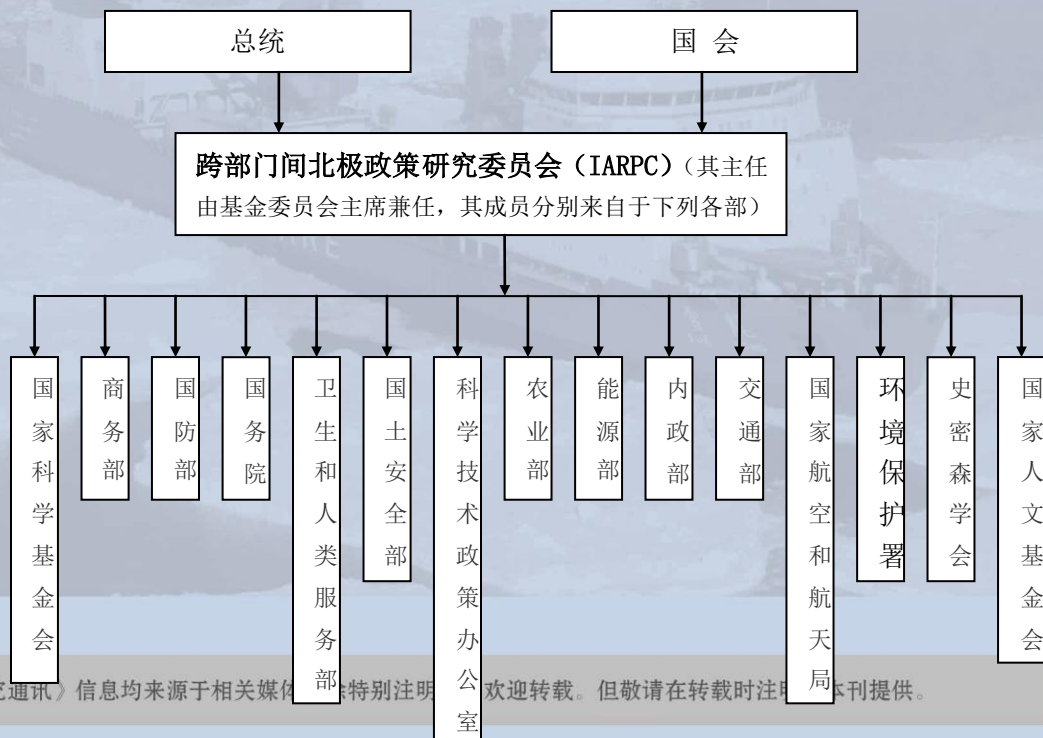 总统
国 会
跨部门间北极政策研究委员会（IARPC）（其主任
由基金委员会主席兼任，其成员分别来自于下列各部）
国家科学基金会
商务部
国防部
国务院
卫生和人类服务部
国土安全部
科学技术政策办公室
农业部
能源部
内政部
交通部
国家航空和航天局
环境保护署
史密森学会
国家人文基金会
通讯》信息均来源于相关媒体 特别注明 欢迎转载。但敬请在转载时注 本刊提供。